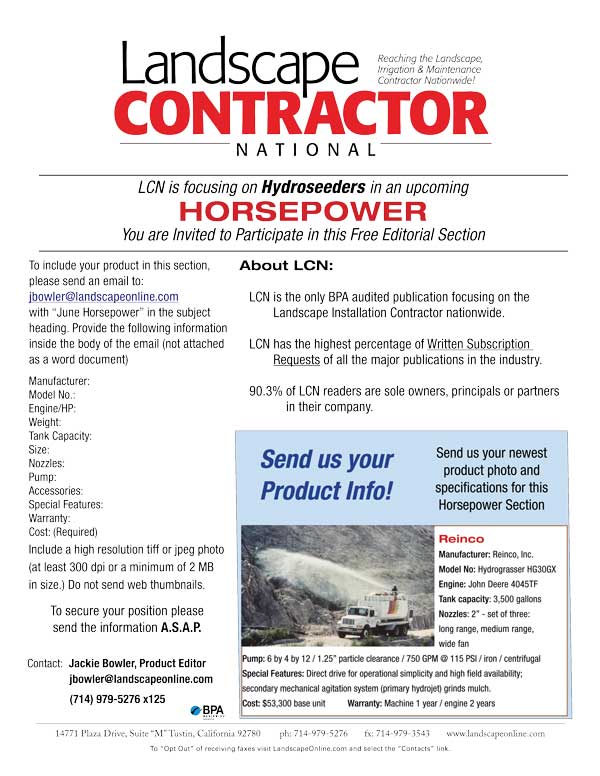 Landscape
Reaching the Landscape,
Irrigation & Maintenance
Contractor Nationwide!
CONTRACTOR
NATIONAL
LCN is focusing on Hydroseeders in an upcoming
HORSEPOWER
You are Invited to Participate in this Free Editorial Section
To include your product in this section,
please send an email to:
jbowler@landscapeonline.com
with “June Horsepower” in the subject
heading. Provide the following information
inside the body of the email (not attached
as a word document)
Manufacturer:
Model No.:
Engine/HP:
Weight:
Tank Capacity:
Size:
Nozzles:
Pump:
Accessories:
Special Features:
Warranty:
Cost: (Required)
Include a high resolution tiff or jpeg photo
(at least 300 dpi or a minimum of 2 MB
in size.) Do not send web thumbnails.
To secure your position please
send the information A.S.A.P.
Contact: Jackie Bowler, Product Editor
jbowler@landscapeonline.com
(714) 979-5276 x125
BPA
About LCN:
LCN is the only BPA audited publication focusing on the
Landscape Installation Contractor nationwide.
LCN has the highest percentage of Written Subscription
Requests of all the major publications in the industry.
90.3% of LCN readers are sole owners, principals or partners
in their company.
Send us your
Product Info!
Send us your newest
product photo and
specifications for this
Horsepower Section
Reinco
Manufacturer: Reinco, Inc.
Model No: Hydrograsser HG30GX
Engine: John Deere 4045TF
Tank capacity: 3,500 gallons
Nozzles: 2" - set of three:
long range, medium range,
wide fan
Pump: 6 by 4 by 12 / 1.25" particle clearance / 750 GPM @ 115 PSI / iron / centrifugal
Special Features: Direct drive for operational simplicity and high field availability;
secondary mechanical agitation system (primary hydrojet) grinds mulch.
Cost: $53,300 base unit Warranty: Machine 1 year / engine 2 years
14771 Plaza Drive, Suite “M” Tustin, California 92780 ph: 714-979-5276 fx: 714-979-3543 www.landscapeonline.com
To “Opt Out” of receiving faxes visit LandscapeOnline.com and select the “Contacts” link.